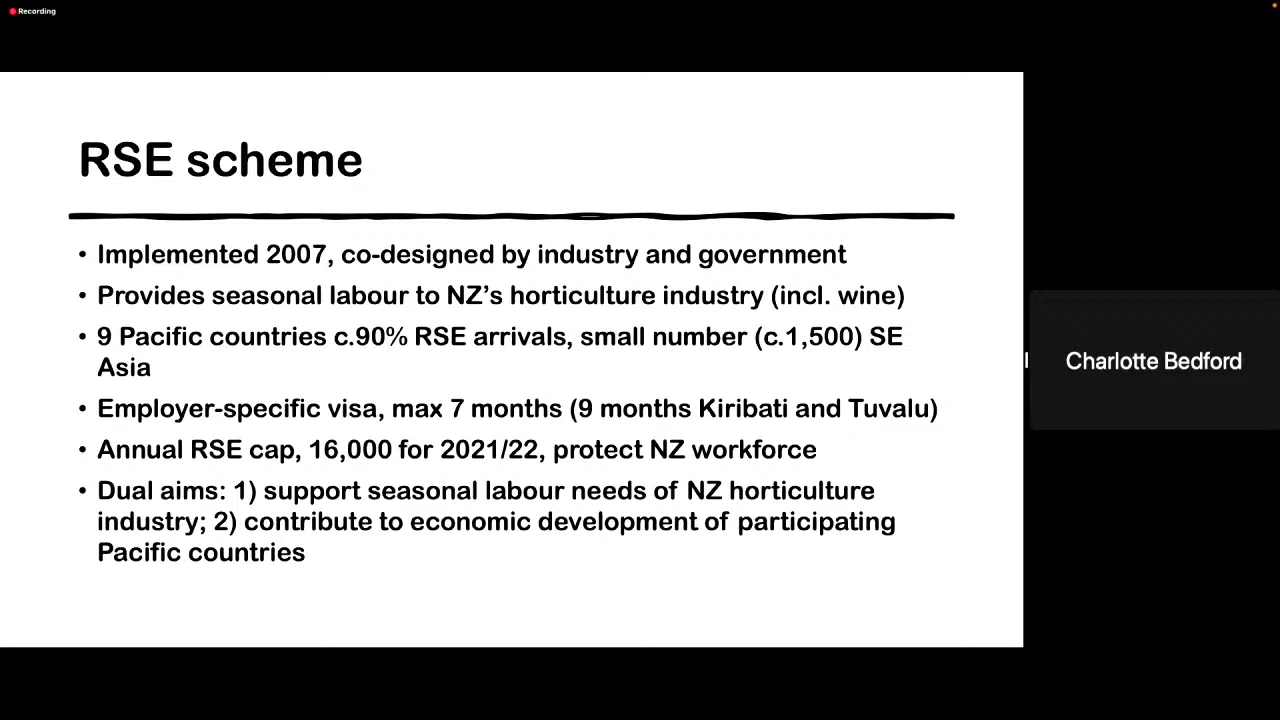 Recording
RSE scheme
• Implemented 2007, co-designed by industry and government
• Provides seasonal labour to NZ's horticulture industry (incl. wine)
• 9 Pacific countries c.90% RSE arrivals, small number (c.1,500) SE
Asia
• Employer-specific visa, max 7 months (9 months Kiribati and Tuvalu)
• Annual RSE cap, 16,000 for 2021/22, protect NZ workforce
• Dual aims: 1) support seasonal labour needs of NZ horticulture
industry; 2) contribute to economic development of participating
Pacific countries
Charlotte Bedford